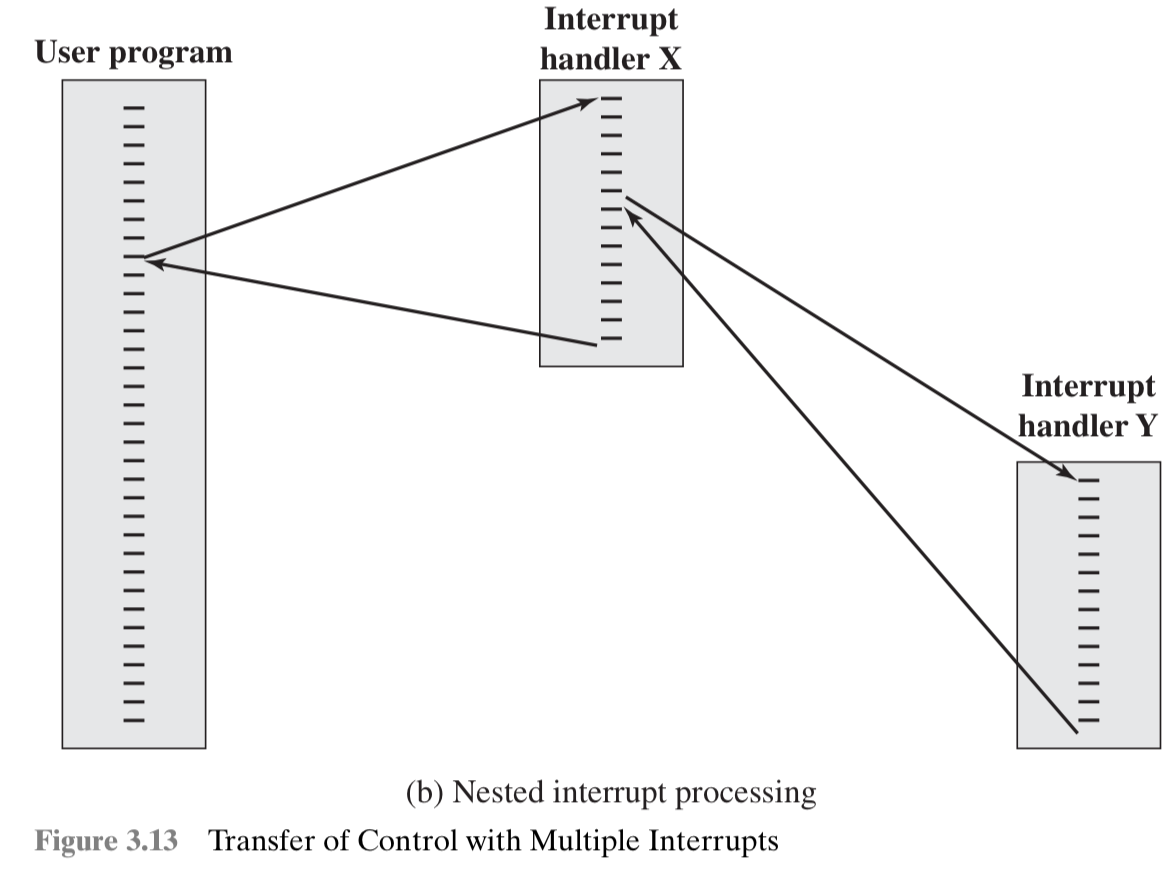 User program
Interrupt
handler X
Interrupt
handler Y
(b) Nested interrupt processing
Figure 3.13 Transfer of Control with Multiple Interrupts